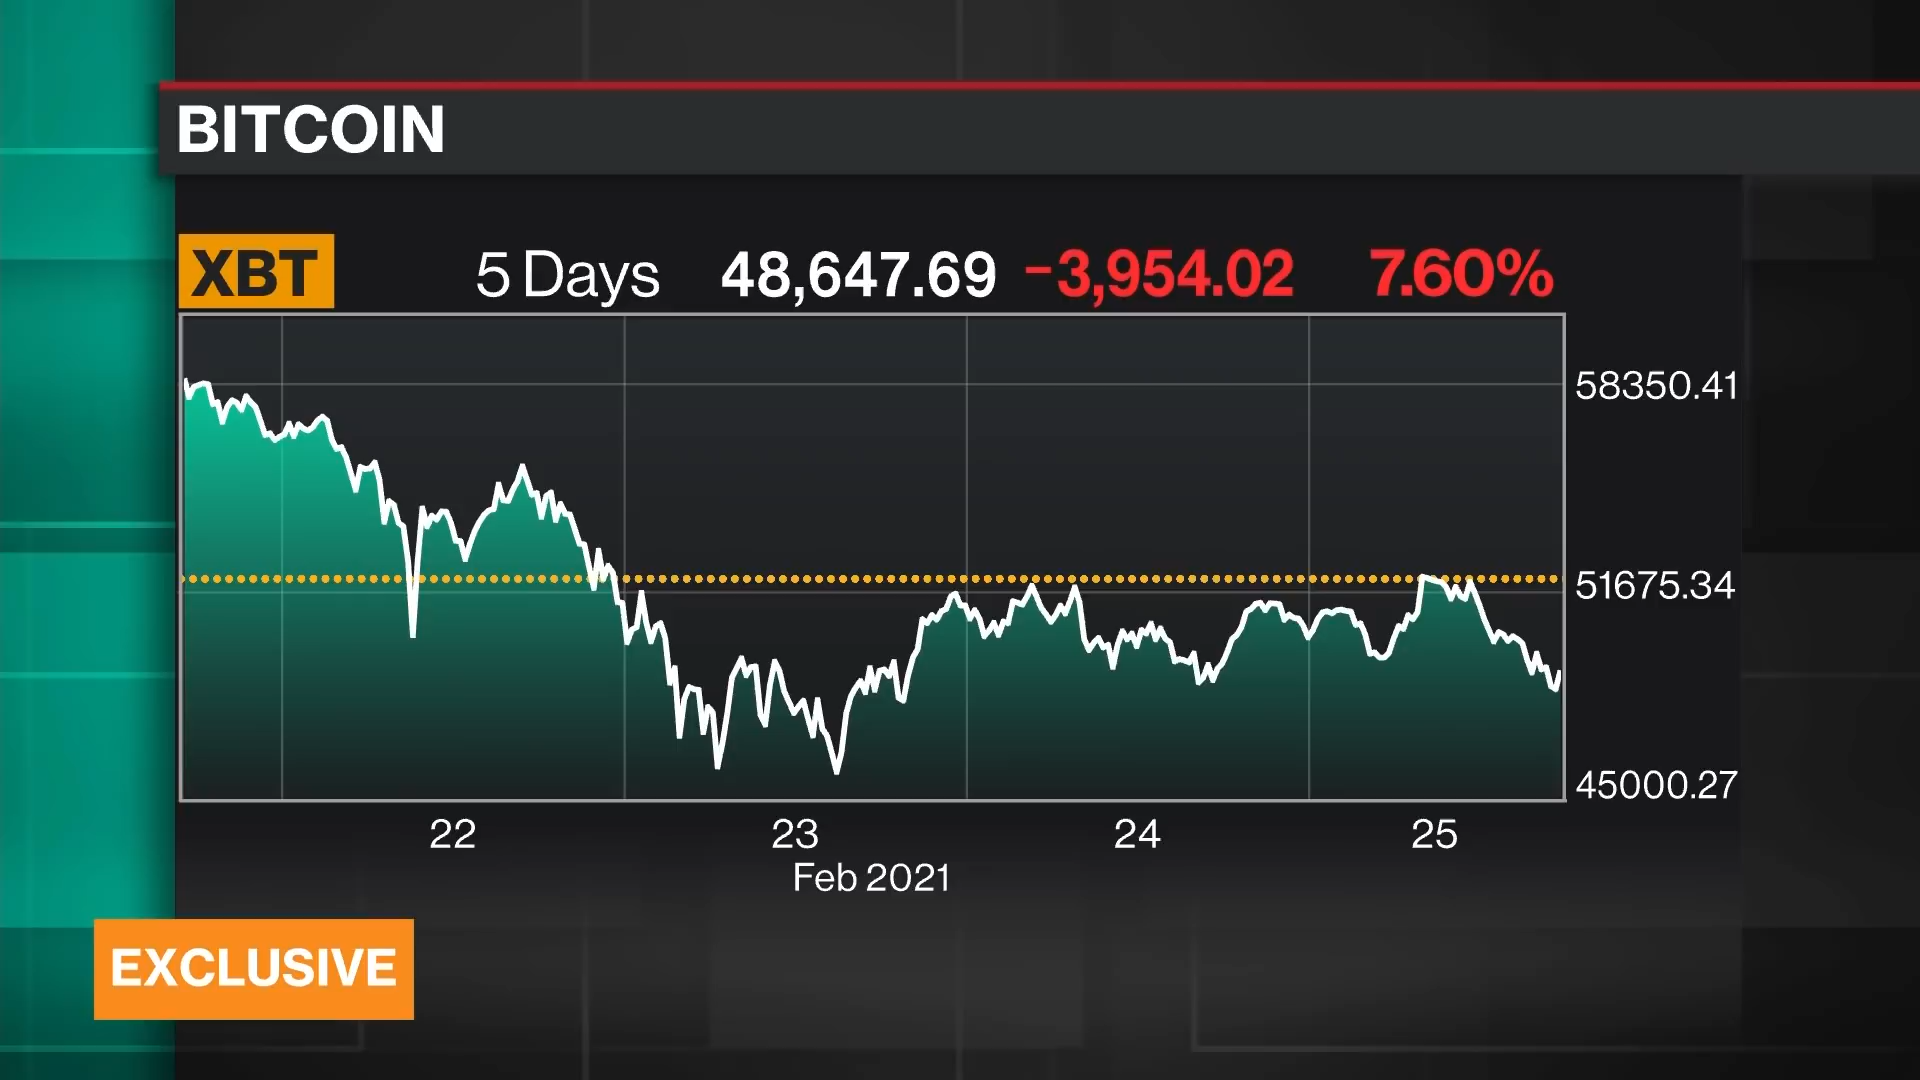 BITCOIN
XBT 5 Days 48,647.69 -3,954.02 7.60%
58350.41
51675.34
45000.27
22 23 24 25
Feb 2021
EXCLUSIVE